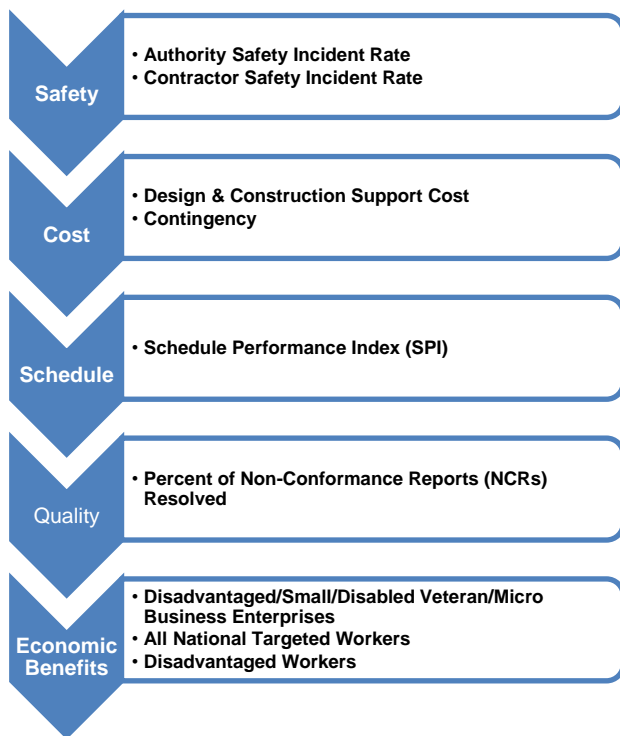 Safety
• Authority Safety Incident Rate
• Contractor Safety Incident Rate
Cost
• Design & Construction Support Cost
• Contingency
Schedule
• Schedule Performance Index (SPI)
Quality
• Percent of Non-Conformance Reports (NCRs)
Resolved
Economic
Benefits
• Disadvantaged/Small/Disabled Veteran/Micro
Business Enterprises
• All National Targeted Workers
• Disadvantaged Workers